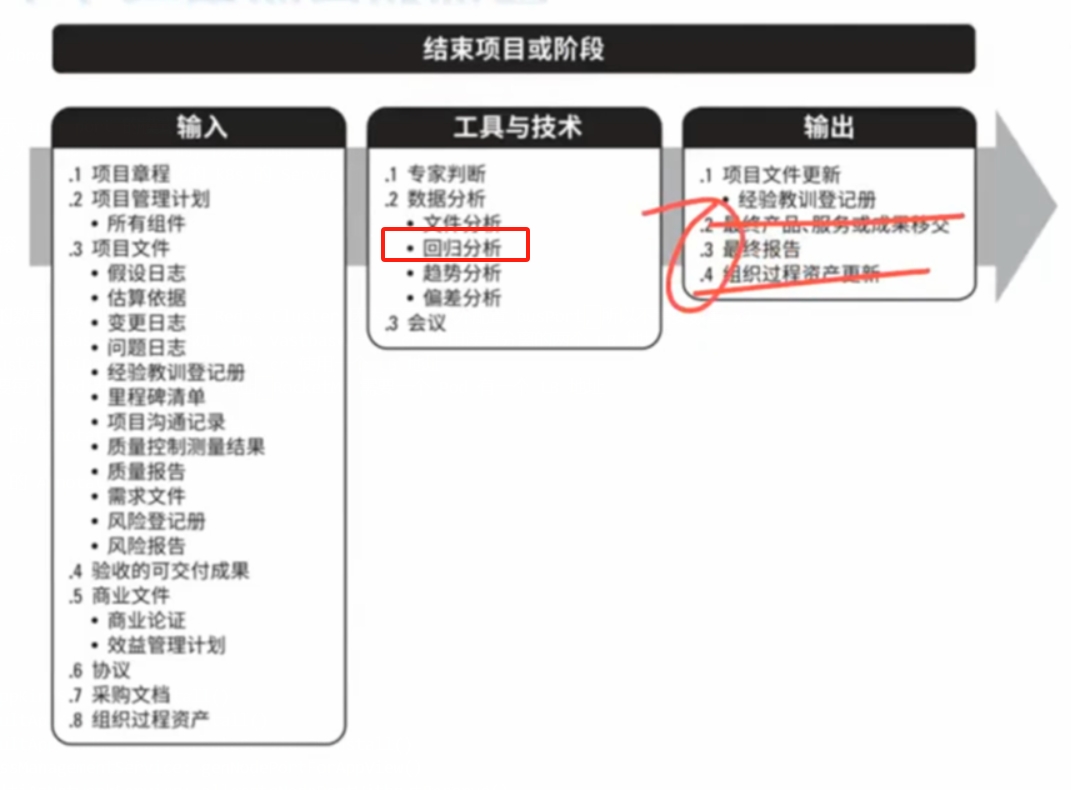 结束项目或阶段
输入
.1 项目章程
.2 项目管理计划
• 所有组件
.3 项目文件
• 假设日志
• 估算依据
• 变更日志
• 问题日志
• 经验教训登记册
• 里程碑清单
• 项目沟通记录
• 质量控制测量结果
• 质量报告
• 需求文件
• 风险登记册
• 风险报告
.4 验收的可交付成果
.5 商业文件
• 商业论证
• 效益管理计划
.6 协议
.7 采购文档
.8 组织过程资产
工具与技术
.1 专家判断
.2 数据分析
• 文件分析
• 回归分析
• 趋势分析
• 偏差分析
.3 会议
输出
.1 项目文件更新
• 经验教训登记册
.2 最终产品、服务或成果移交
.3 最终报告
.4 组织过程资产更新